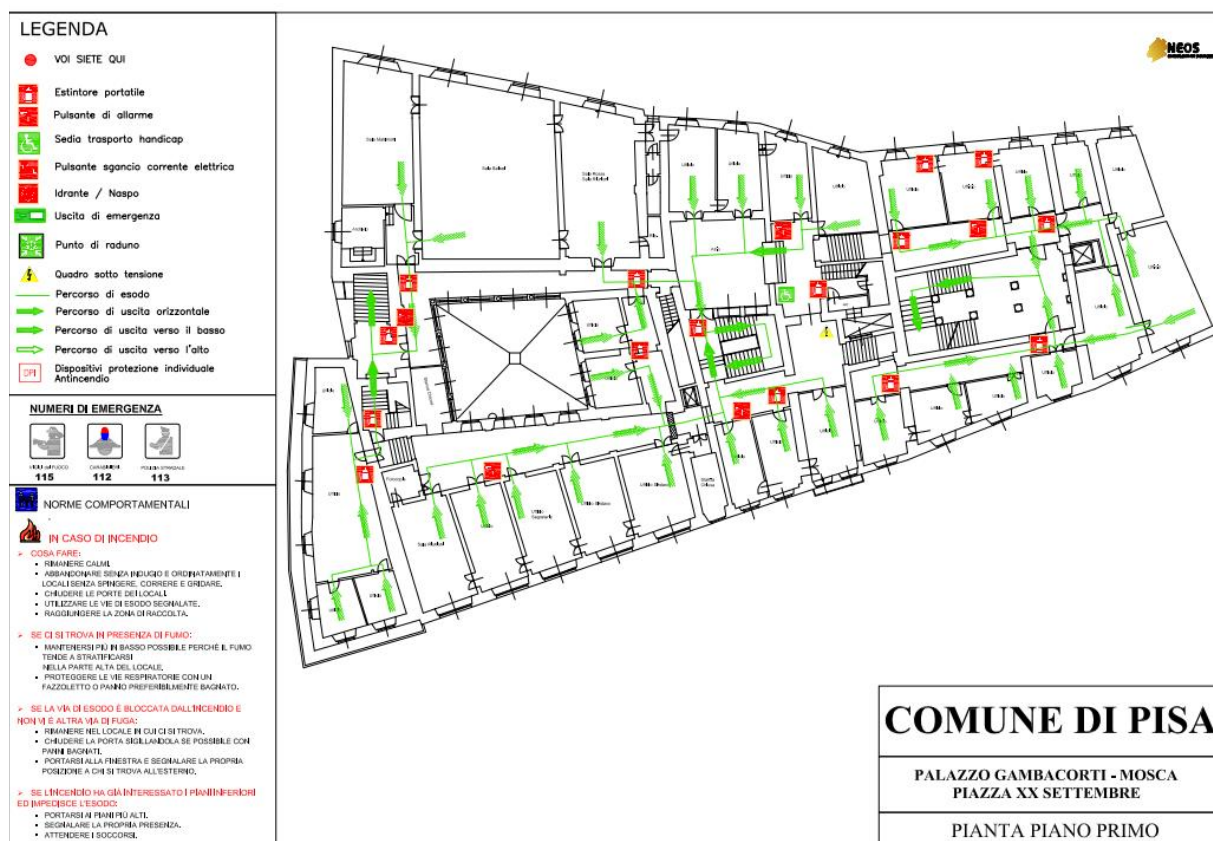 LEGENDA
VOI SIETE QUI
Estintore portatile
Pulsante di allarme
Sedia trasporto handicap
Pulsante sgancio corrente elettrica
Idrante / Naspo
Uscita di emergenza
Punto di raduno
Quadro sotto tensione
Percorso di esodo
Percorso di uscita orizzontale
Percorso di uscita verso il basso
Percorso di uscita verso l'alto
DPI
Dispositivi protezione individuale
Antincendio
NUMERI DI EMERGENZA
VIGILI del FUOCO
CARABINIERI
POLIZIA STRADALE
115
112
113
NORME COMPORTAMENTALI
IN CASO DI INCENDIO
➢ COSA FARE:
• RIMANERE CALMI.
• ABBANDONARE SENZA INDUGIO E ORDINATAMENTE I
LOCALI SENZA SPINGERE, CORRERE E GRIDARE.
• CHIUDERE LE PORTE DEI LOCALI.
• UTILIZZARE LE VIE DI ESODO SEGNALATE.
• RAGGIUNGERE LA ZONA DI RACCOLTA.
➢ SE CI SI TROVA IN PRESENZA DI FUMO:
• MANTENERSI PIÙ IN BASSO POSSIBILE PERCHÈ IL FUMO
TENDE A STRATIFICARSI
NELLA PARTE ALTA DEL LOCALE,
• PROTEGGERE LE VIE RESPIRATORIE CON UN
FAZZOLETTO O PANNO PREFERIBILMENTE BAGNATO.
➢ SE LA VIA DI ESODO È BLOCCATA DALL'INCENDIO E
NON VI È ALTRA VIA DI FUGA:
• RIMANERE NEL LOCALE IN CUI CI SI TROVA.
• CHIUDERE LA PORTA SIGILLANDOLA SE POSSIBILE CON
PANNI BAGNATI.
• PORTARSI ALLA FINESTRA E SEGNALARE LA PROPRIA
POSIZIONE A CHI SI TROVA ALL'ESTERNO.
➢ SE L'INCENDIO HA GIÀ INTERESSATO I PIANI INFERIORI
ED IMPEDISCE L'ESODO:
• PORTARSI AI PIANI PIÙ ALTI.
• SEGNALARE LA PROPRIA PRESENZA.
• ATTENDERE I SOCCORSI.
NEOS
COMUNE DI PISA
PALAZZO GAMBACORTI - MOSCA
PIAZZA XX SETTEMBRE
PIANTA PIANO PRIMO